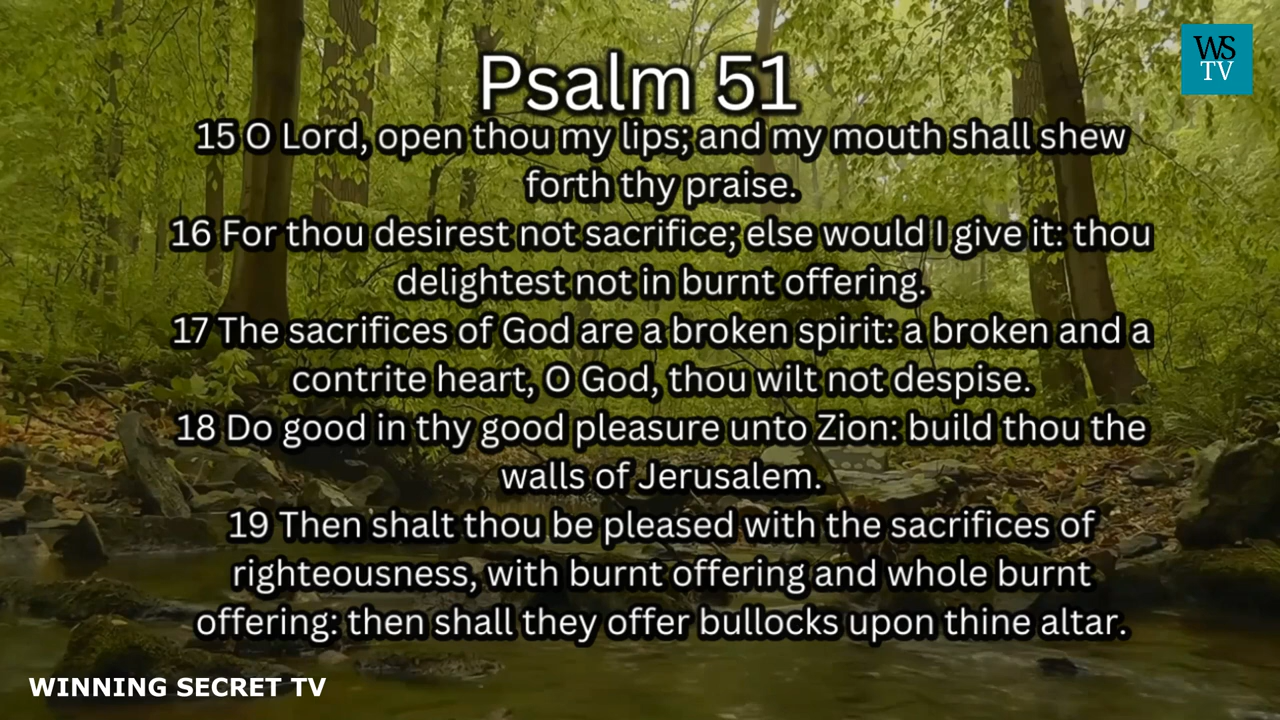 WS
TV
Psalm 51
15 O Lord, open thou my lips; and my mouth shall shew
forth thy praise.
16 For thou desirest not sacrifice; else would I give it: thou
delightest not in burnt offering.
17 The sacrifices of God are a broken spirit: a broken and a
contrite heart, O God, thou wilt not despise.
18 Do good in thy good pleasure unto Zion: build thou the
walls of Jerusalem.
19 Then shalt thou be pleased with the sacrifices of
righteousness, with burnt offering and whole burnt
offering: then shall they offer bullocks upon thine altar.
WINNING SECRET TV